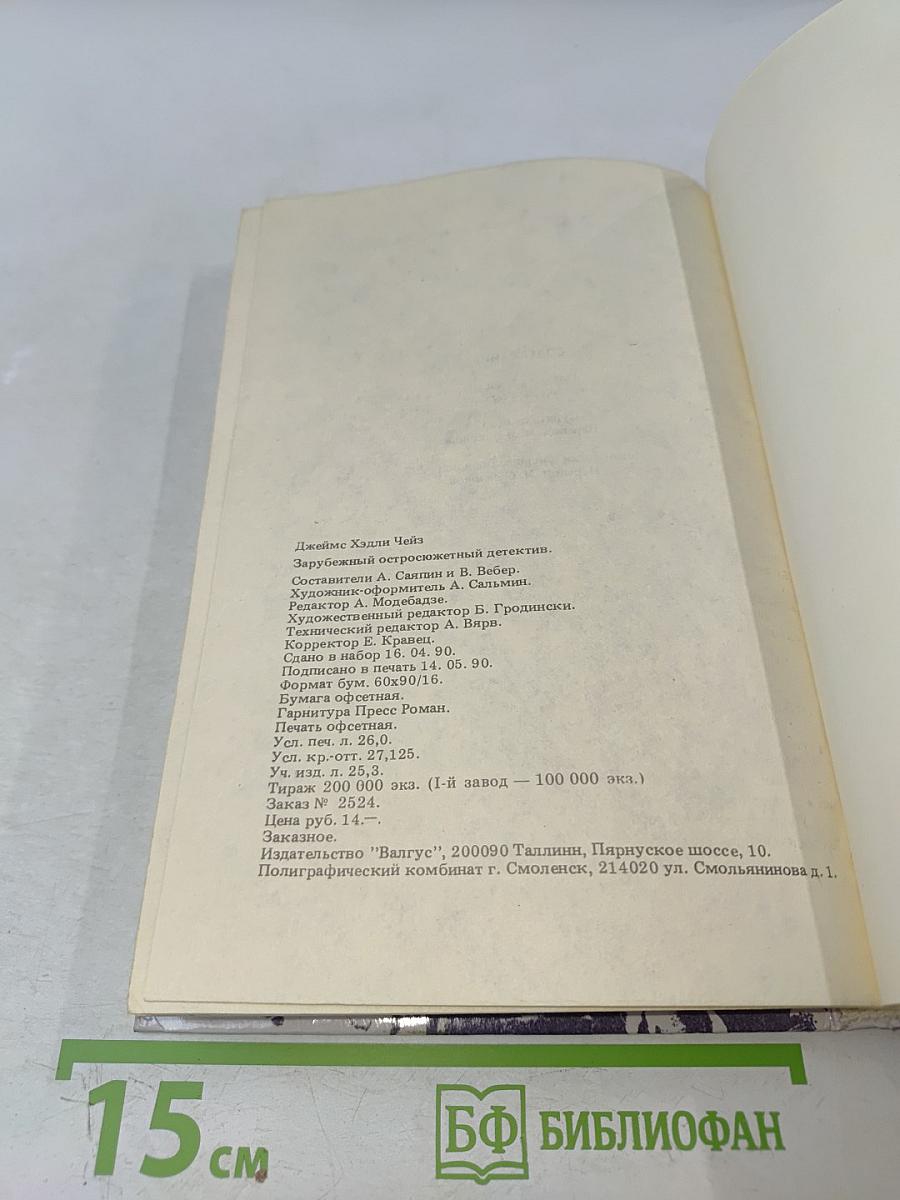 Джеймс Хэдли Чейз
Зарубежный остросюжетный детектив.
Составители А. Саяпин и В. Вебер.
Художник-оформитель А. Сальмин.
Редактор А. Модебадзе.
Художественный редактор Б. Гродински.
Технический редактор А. Вярв.
Корректор Е. Кравец.
Сдано в набор 16. 04. 90.
Подписано в печать 14. 05. 90.
Формат бум. 60х90/16.
Бумага офсетная.
Гарнитура Пресс Роман.
Печать офсетная.
Усл. печ. л. 26,0.
Усл. кр.-отт. 27,125.
Уч. изд. л. 25,3.
Тираж 200 000 экз. (I-й завод — 100 000 экз.)
Заказ № 2524.
Цена руб. 14.—.
Заказное.
Издательство ”Валгус”, 200090 Таллинн, Пярнуское шоссе, 10.
Полиграфический комбинат г. Смоленск, 214020 ул. Смольянинова д. 1.
15 см
БФ БИБЛИОФАН